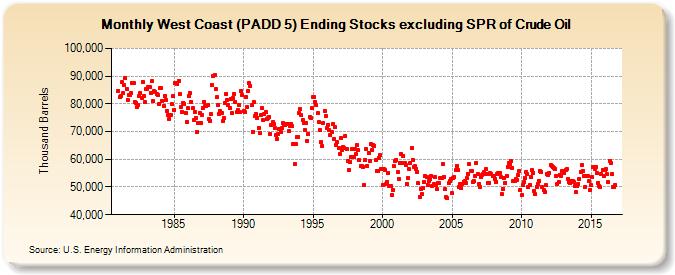 Monthly West Coast (PADD 5) Ending Stocks excluding SPR of Crude Oil
Thousand Barrels
100,000
90,000
80,000
70,000
60,000
50,000
40,000
1985 1990 1995 2000 2005 2010 2015
Source: U.S. Energy Information Administration